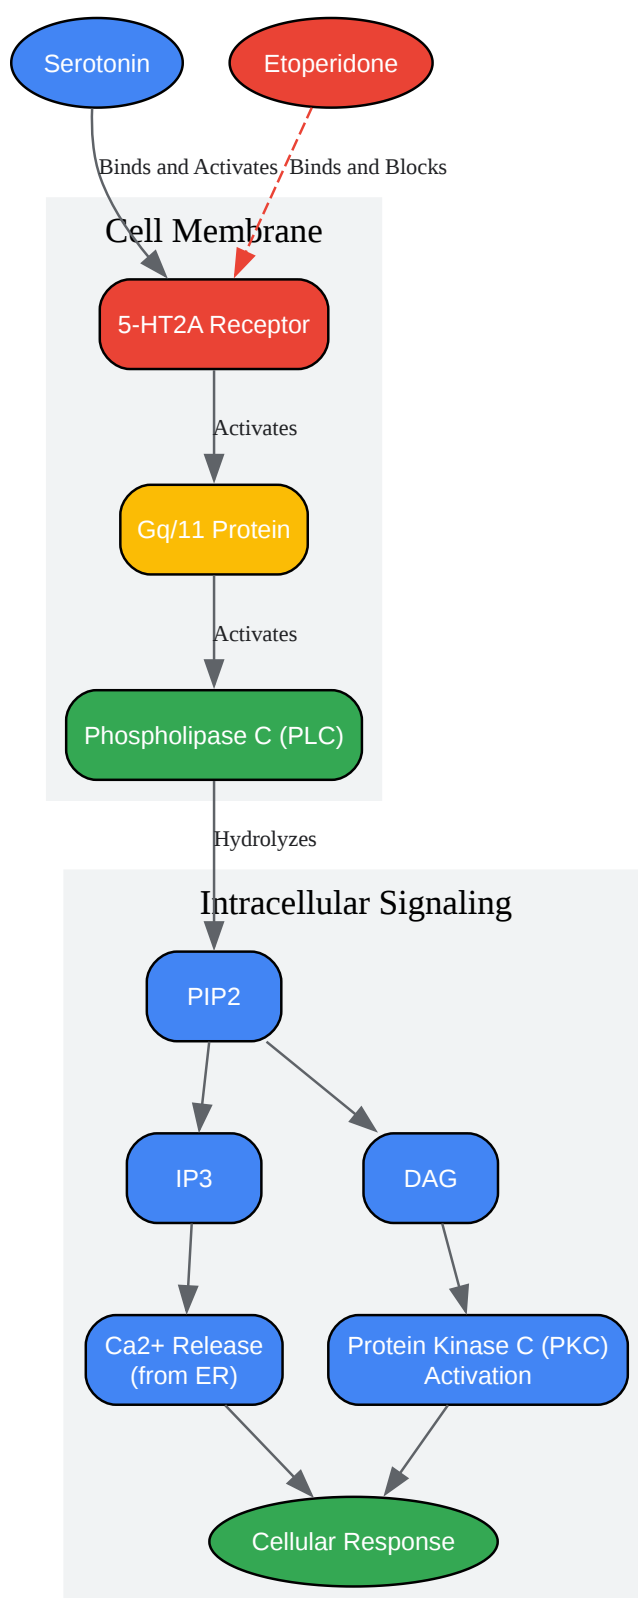 Serotonin
Etoperidone
Binds and Activates
Binds and Blocks
Cell Membrane
5-HT2A Receptor
Activates
Gq/11 Protein
Activates
Phospholipase C (PLC)
Hydrolyzes
Intracellular Signaling
PIP2
IP3
DAG
Ca2+ Release
(from ER)
Protein Kinase C (PKC)
Activation
Cellular Response